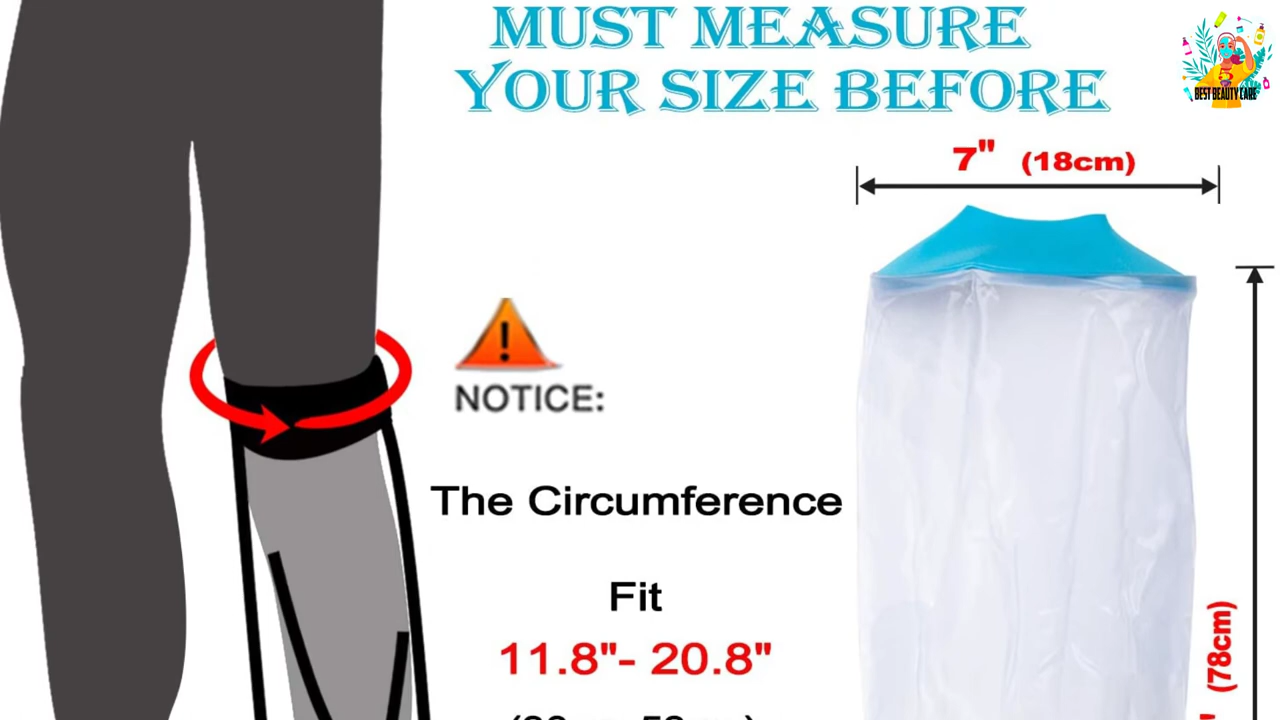 MUST MEASURE
YOUR SIZE BEFORE
BEST BEAUTY CARE
7" (18cm)
!
NOTICE:
The Circumference
Fit
11.8"- 20.8"
(78cm)